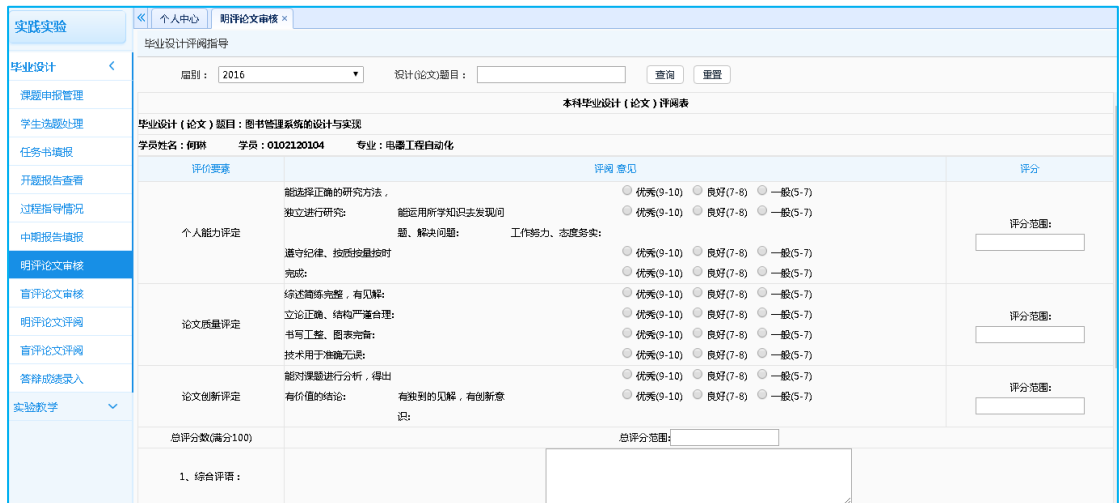 实践实验
个人中心 明评论文审核 ×
毕业设计评阅指导
毕业设计
届别： 2016 设计(论文)题目： 查询 重置
课题申报管理
本科毕业设计（论文）评阅表
学生选题处理
毕业设计（论文）题目：图书管理系统的设计与实现
任务书填报
学员姓名：何琳 学员：0102120104 专业：电器工程自动化
开题报告查看
评价要素 评阅 意见 评分
过程指导情况
中期报告填报
明评论文审核
盲评论文审核
明评论文评阅
盲评论文评阅
答辩成绩录入
实验教学
个人能力评定
能选择正确的研究方法， 优秀(9-10) 良好(7-8) 一般(5-7)
独立进行研究: 能运用所学知识去发现问 优秀(9-10) 良好(7-8) 一般(5-7)
题、解决问题: 工作努力、态度务实:
遵守纪律、按质按量按时 优秀(9-10) 良好(7-8) 一般(5-7)
完成: 优秀(9-10) 良好(7-8) 一般(5-7)
评分范围:
论文质量评定
综述简练完整，有见解: 优秀(9-10) 良好(7-8) 一般(5-7)
立论正确、结构严谨合理: 优秀(9-10) 良好(7-8) 一般(5-7)
书写工整、图表完备: 优秀(9-10) 良好(7-8) 一般(5-7)
技术用于准确无误: 优秀(9-10) 良好(7-8) 一般(5-7)
评分范围:
论文创新评定
能对课题进行分析，得出 优秀(9-10) 良好(7-8) 一般(5-7)
有价值的结论: 有独到的见解，有创新意 优秀(9-10) 良好(7-8) 一般(5-7)
识:
评分范围:
总评分数(满分100) 总评分范围:
1、综合评语：